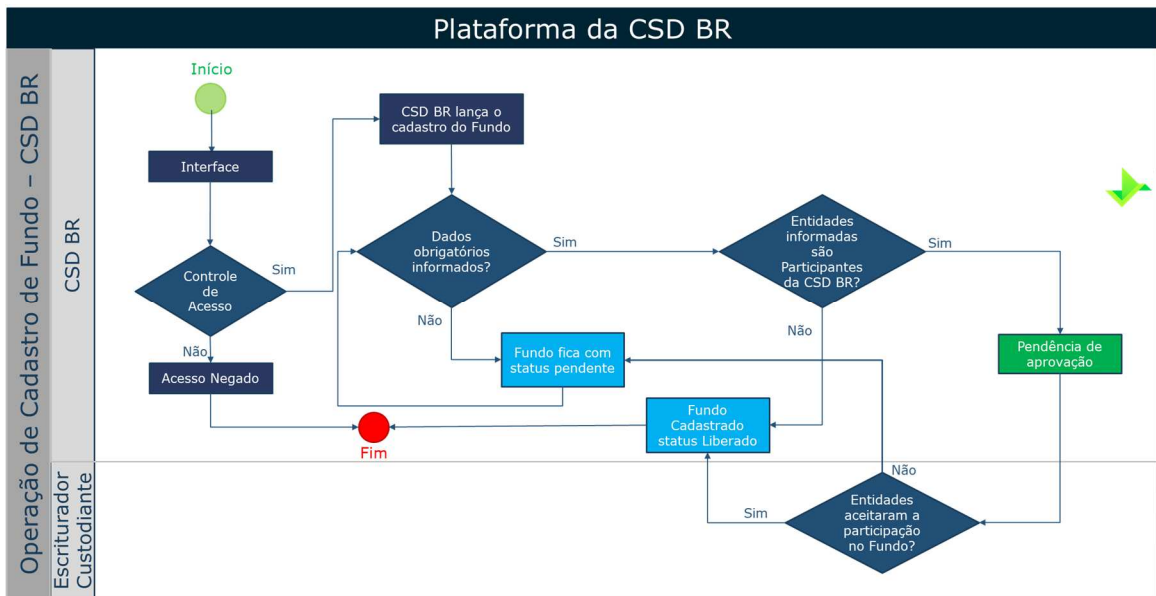 Plataforma da CSD BR
Operação de Cadastro de Fundo – CSD BR
CSD BR
Escriturador
Custodiante
Início
Interface
Controle
de
Acesso
Sim
Não
Acesso Negado
CSD BR lança o
cadastro do Fundo
Dados
obrigatórios
informados?
Sim
Não
Fundo fica com
status pendente
Fim
Entidades
informadas
são
Participantes
da CSD BR?
Sim
Não
Fundo
Cadastrado
status Liberado
Pendência de
aprovação
Entidades
aceitaram a
participação
no Fundo?
Não
Sim